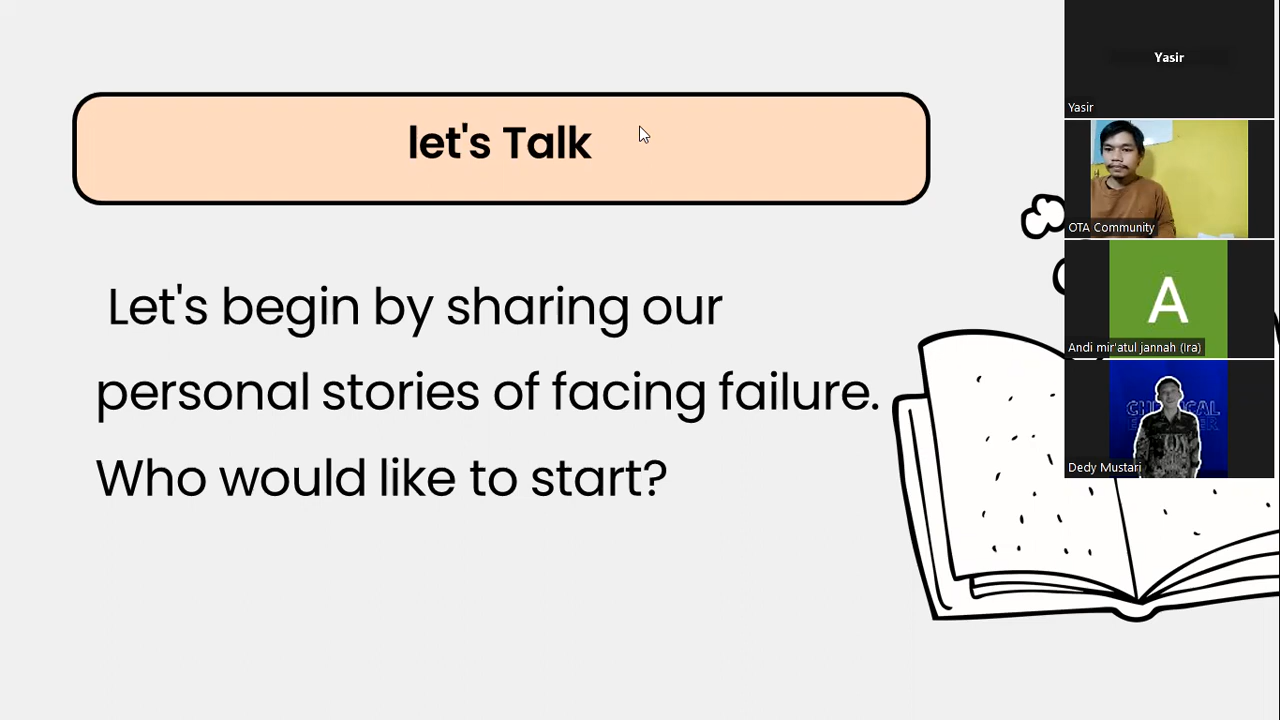 let's Talk
Let's begin by sharing our
personal stories of facing failure.
Who would like to start?
Yasir
Yasir
OTA Community
A
Andi mir'atul jannah (Ira)
Dedy Mustari